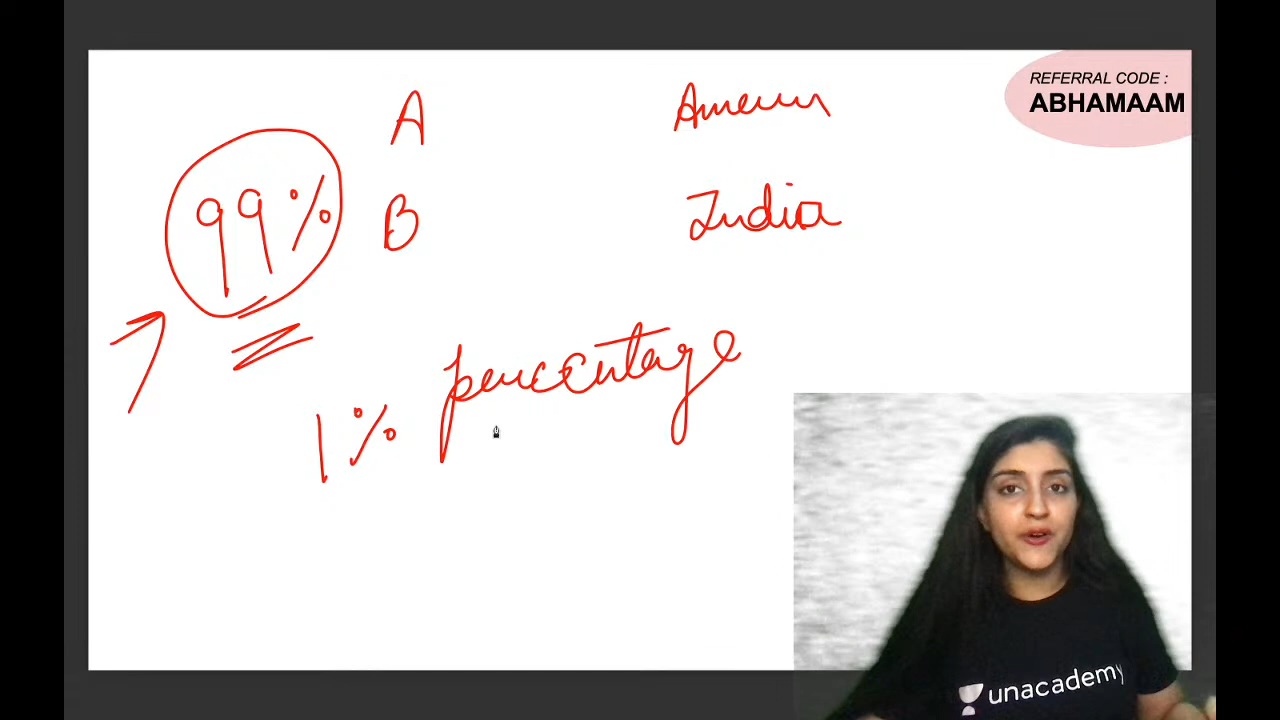 REFERRAL CODE :
ABHAMAAM
A
B
99%
India
percentage
1%
unacademy